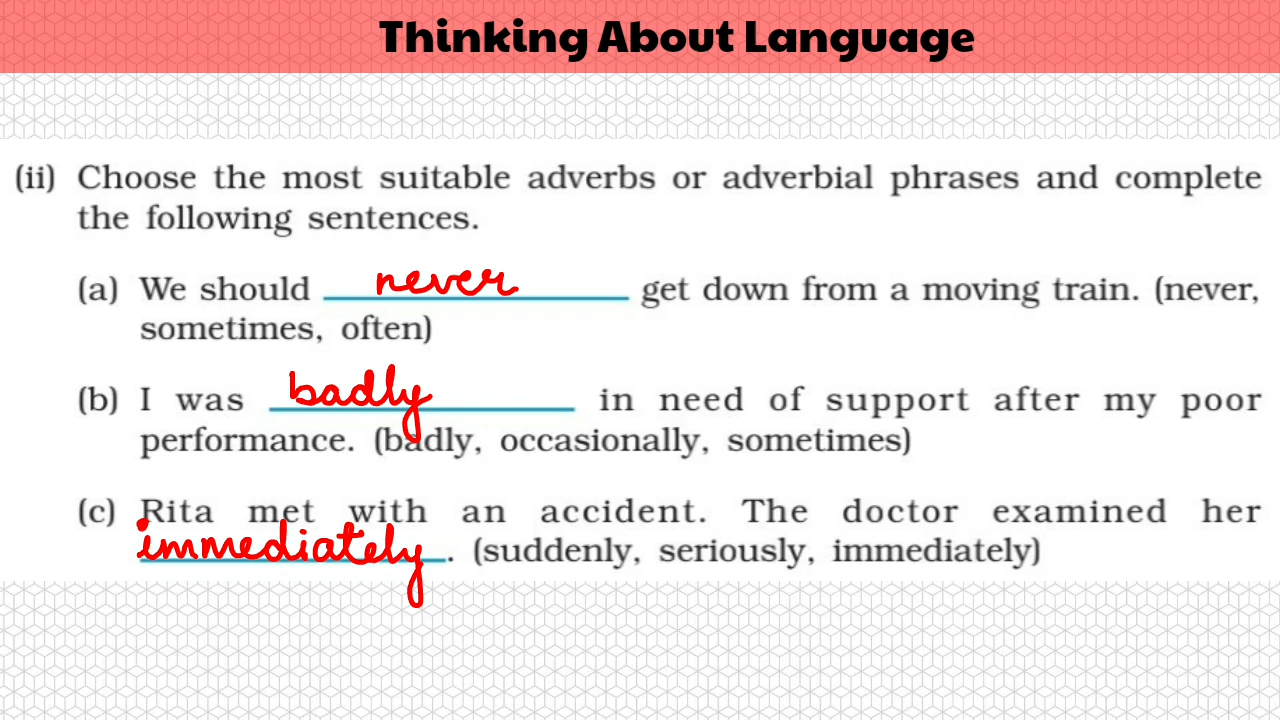 Thinking About Language
(ii) Choose the most suitable adverbs or adverbial phrases and complete
the following sentences.
(a) We should never get down from a moving train. (never,
sometimes, often)
(b) I was badly in need of support after my poor
performance. (badly, occasionally, sometimes)
(c) Rita met with an accident. The doctor examined her
immediately. (suddenly, seriously, immediately)